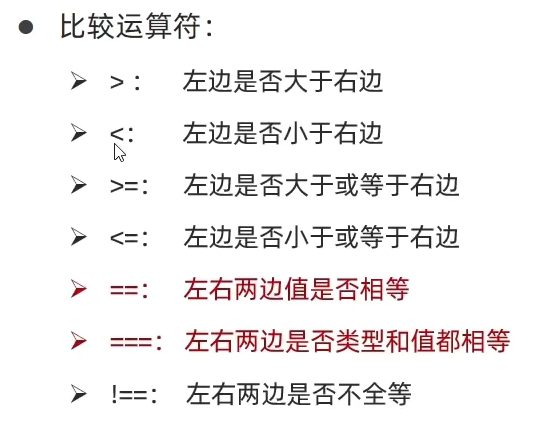 ● 比较运算符：
➢ >： 左边是否大于右边
➢ <： 左边是否小于右边
➢ >=： 左边是否大于或等于右边
➢ <=： 左边是否小于或等于右边
➢ ==： 左右两边值是否相等
➢ ===： 左右两边是否类型和值都相等
➢ !==： 左右两边是否不全等